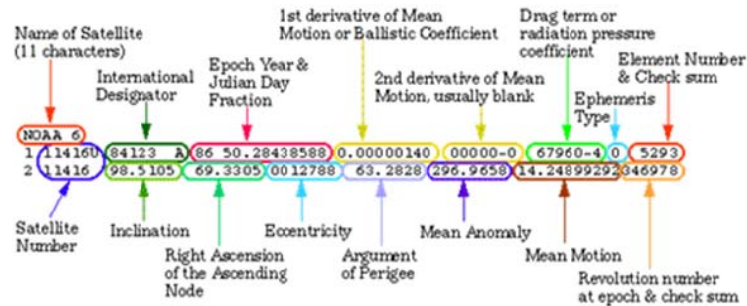 1st derivative of Mean
Motion or Ballistic Coefficient
Drag term or
radiation pressure
coefficient
Name of Satellite
(11 characters)
International
Designator
Epoch Year &
Julian Day
Fraction
2nd derivative of Mean
Motion, usually blank
Element Number
& Check sum
Ephemeris
Type
NOAA 6
1 11416U 84123 A 86 50.28438588 0.00000140 00000-0 67960-4 0 5293
2 11416 98.5105 69.3305 0012788 63.2828 296.9658 14.24899292346978
Satellite
Number
Inclination
Right Ascension
of the Ascending
Node
Eccentricity
Argument
of Perigee
Mean Anomaly
Mean Motion
Revolution number
at epoch & check sum